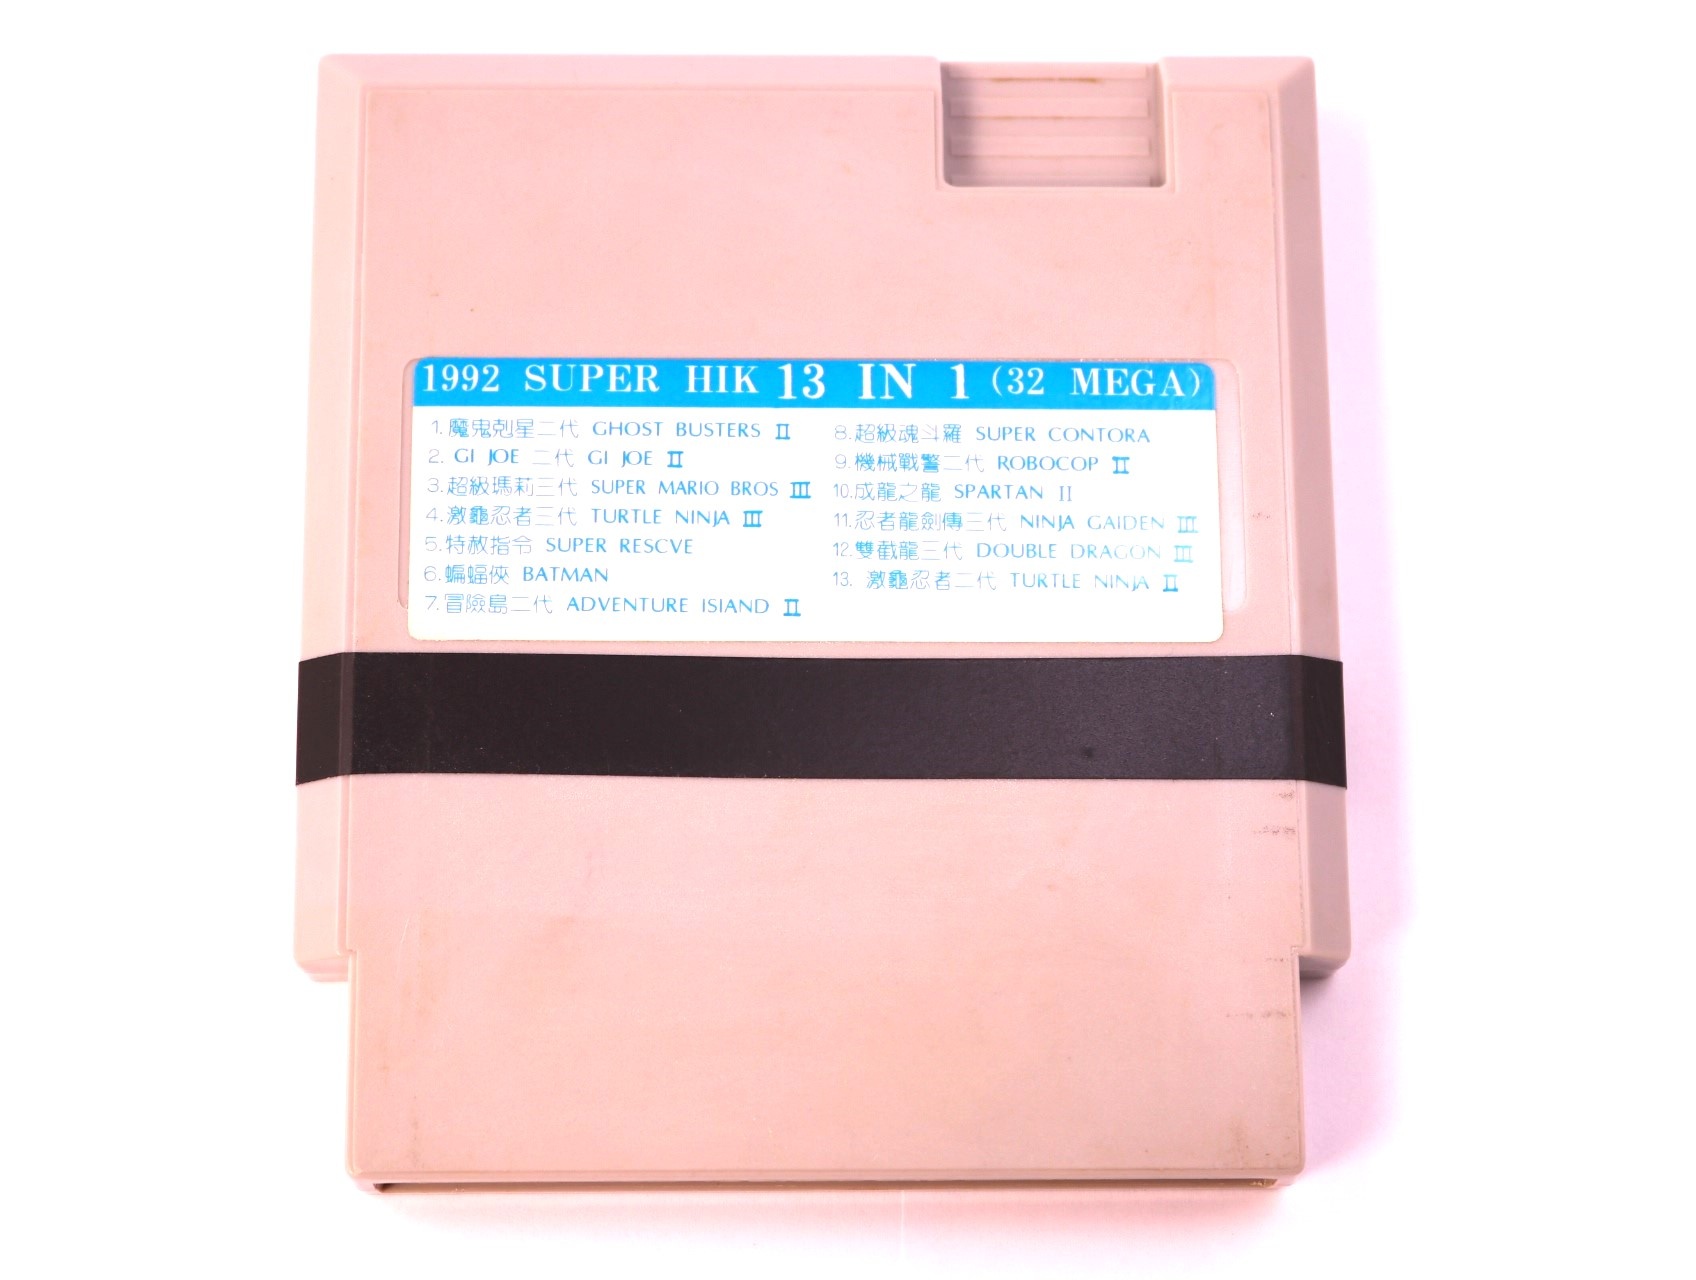 1992 SUPER HIK 13 IN 1 (32 MEGA)
1. 魔鬼剋星二代 GHOST BUSTERS II
2. GI JOE 二代 GI JOE II
3. 超級瑪莉三代 SUPER MARIO BROS III
4. 激龜忍者三代 TURTLE NINJA III
5. 特赦指令 SUPER RESCVE
6. 蝙蝠俠 BATMAN
7. 冒險島二代 ADVENTURE ISIAND II
8. 超級魂斗羅 SUPER CONTORA
9. 機械戰警二代 ROBOCOP II
10. 成龍之龍 SPARTAN II
11. 忍者龍劍傳三代 NINJA GAIDEN III
12. 雙截龍三代 DOUBLE DRAGON III
13. 激龜忍者二代 TURTLE NINJA II